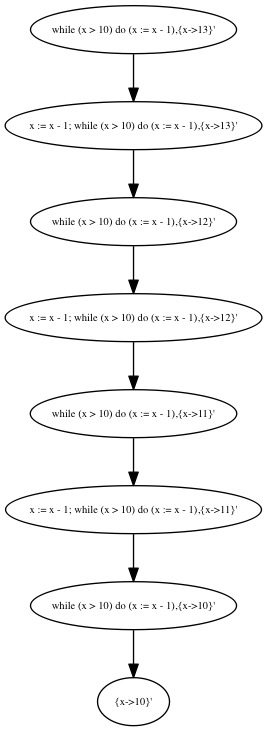 while (x > 10) do (x := x - 1),{x->13}'
x := x - 1; while (x > 10) do (x := x - 1),{x->13}'
while (x > 10) do (x := x - 1),{x->12}'
x := x - 1; while (x > 10) do (x := x - 1),{x->12}'
while (x > 10) do (x := x - 1),{x->11}'
x := x - 1; while (x > 10) do (x := x - 1),{x->11}'
while (x > 10) do (x := x - 1),{x->10}'
{x->10}'